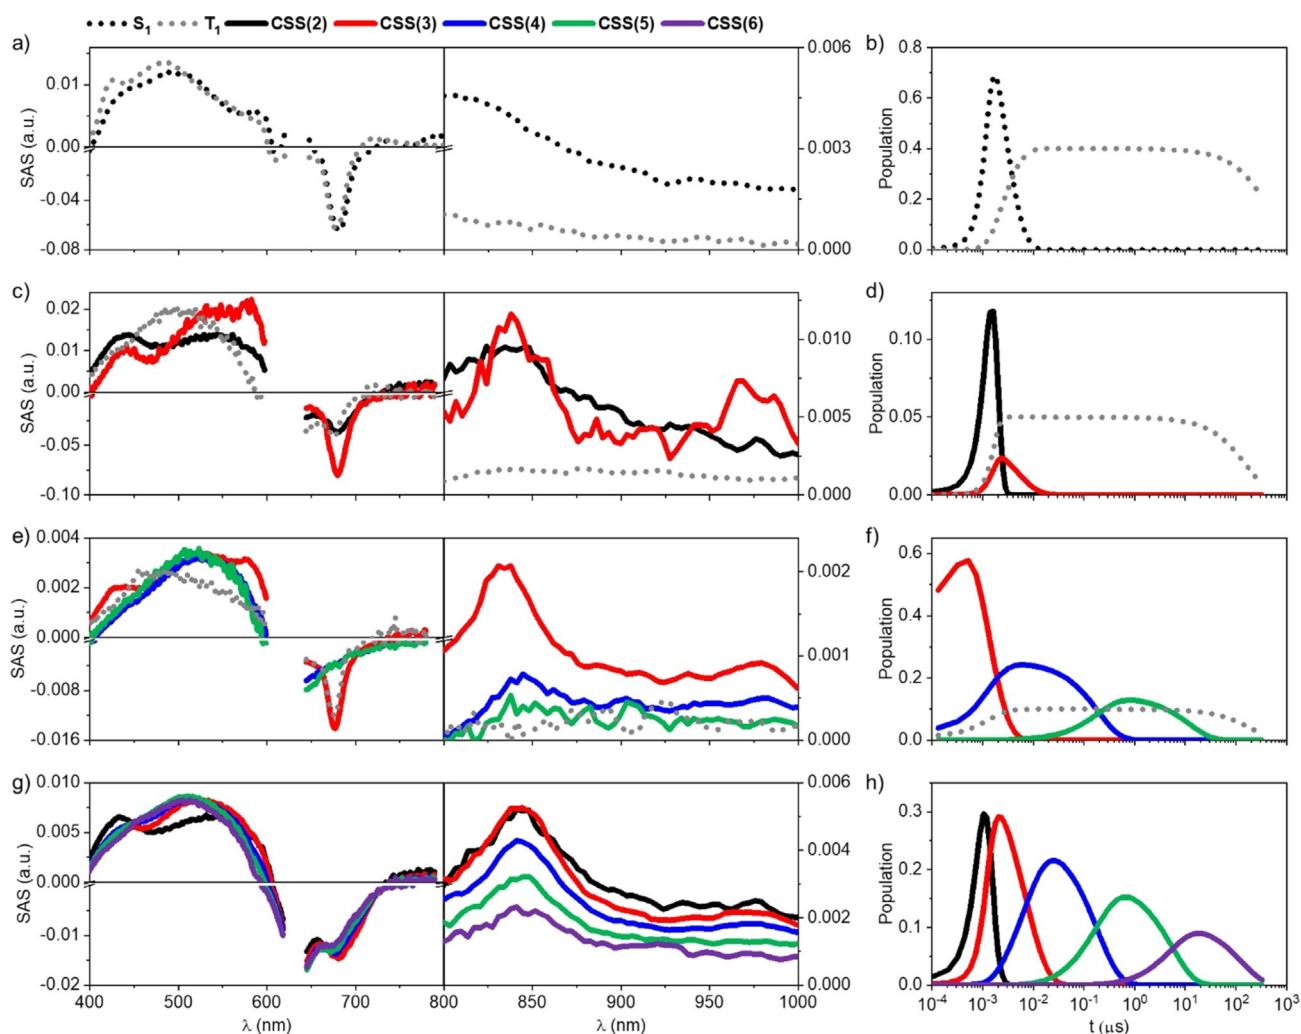 S1 T1 CSS(2) CSS(3) CSS(4) CSS(5) CSS(6)
a)
SAS (a.u.)
0.01
0.00
-0.04
-0.08
0.006
0.003
0.000
b)
Population
0.8
0.6
0.4
0.2
0.0
c)
SAS (a.u.)
0.02
0.01
0.00
-0.05
-0.10
0.010
0.005
0.000
d)
Population
0.10
0.05
0.00
e)
SAS (a.u.)
0.004
0.002
0.000
-0.008
-0.016
0.002
0.001
0.000
f)
Population
0.6
0.4
0.2
0.0
g)
SAS (a.u.)
0.010
0.005
0.000
-0.01
-0.02
0.006
0.004
0.002
0.000
400 500 600 700 800 850 900 950 1000
λ (nm) λ (nm)
h)
Population
0.3
0.2
0.1
0.0
10-4 10-3 10-2 10-1 100 101 102 103
t (μs)